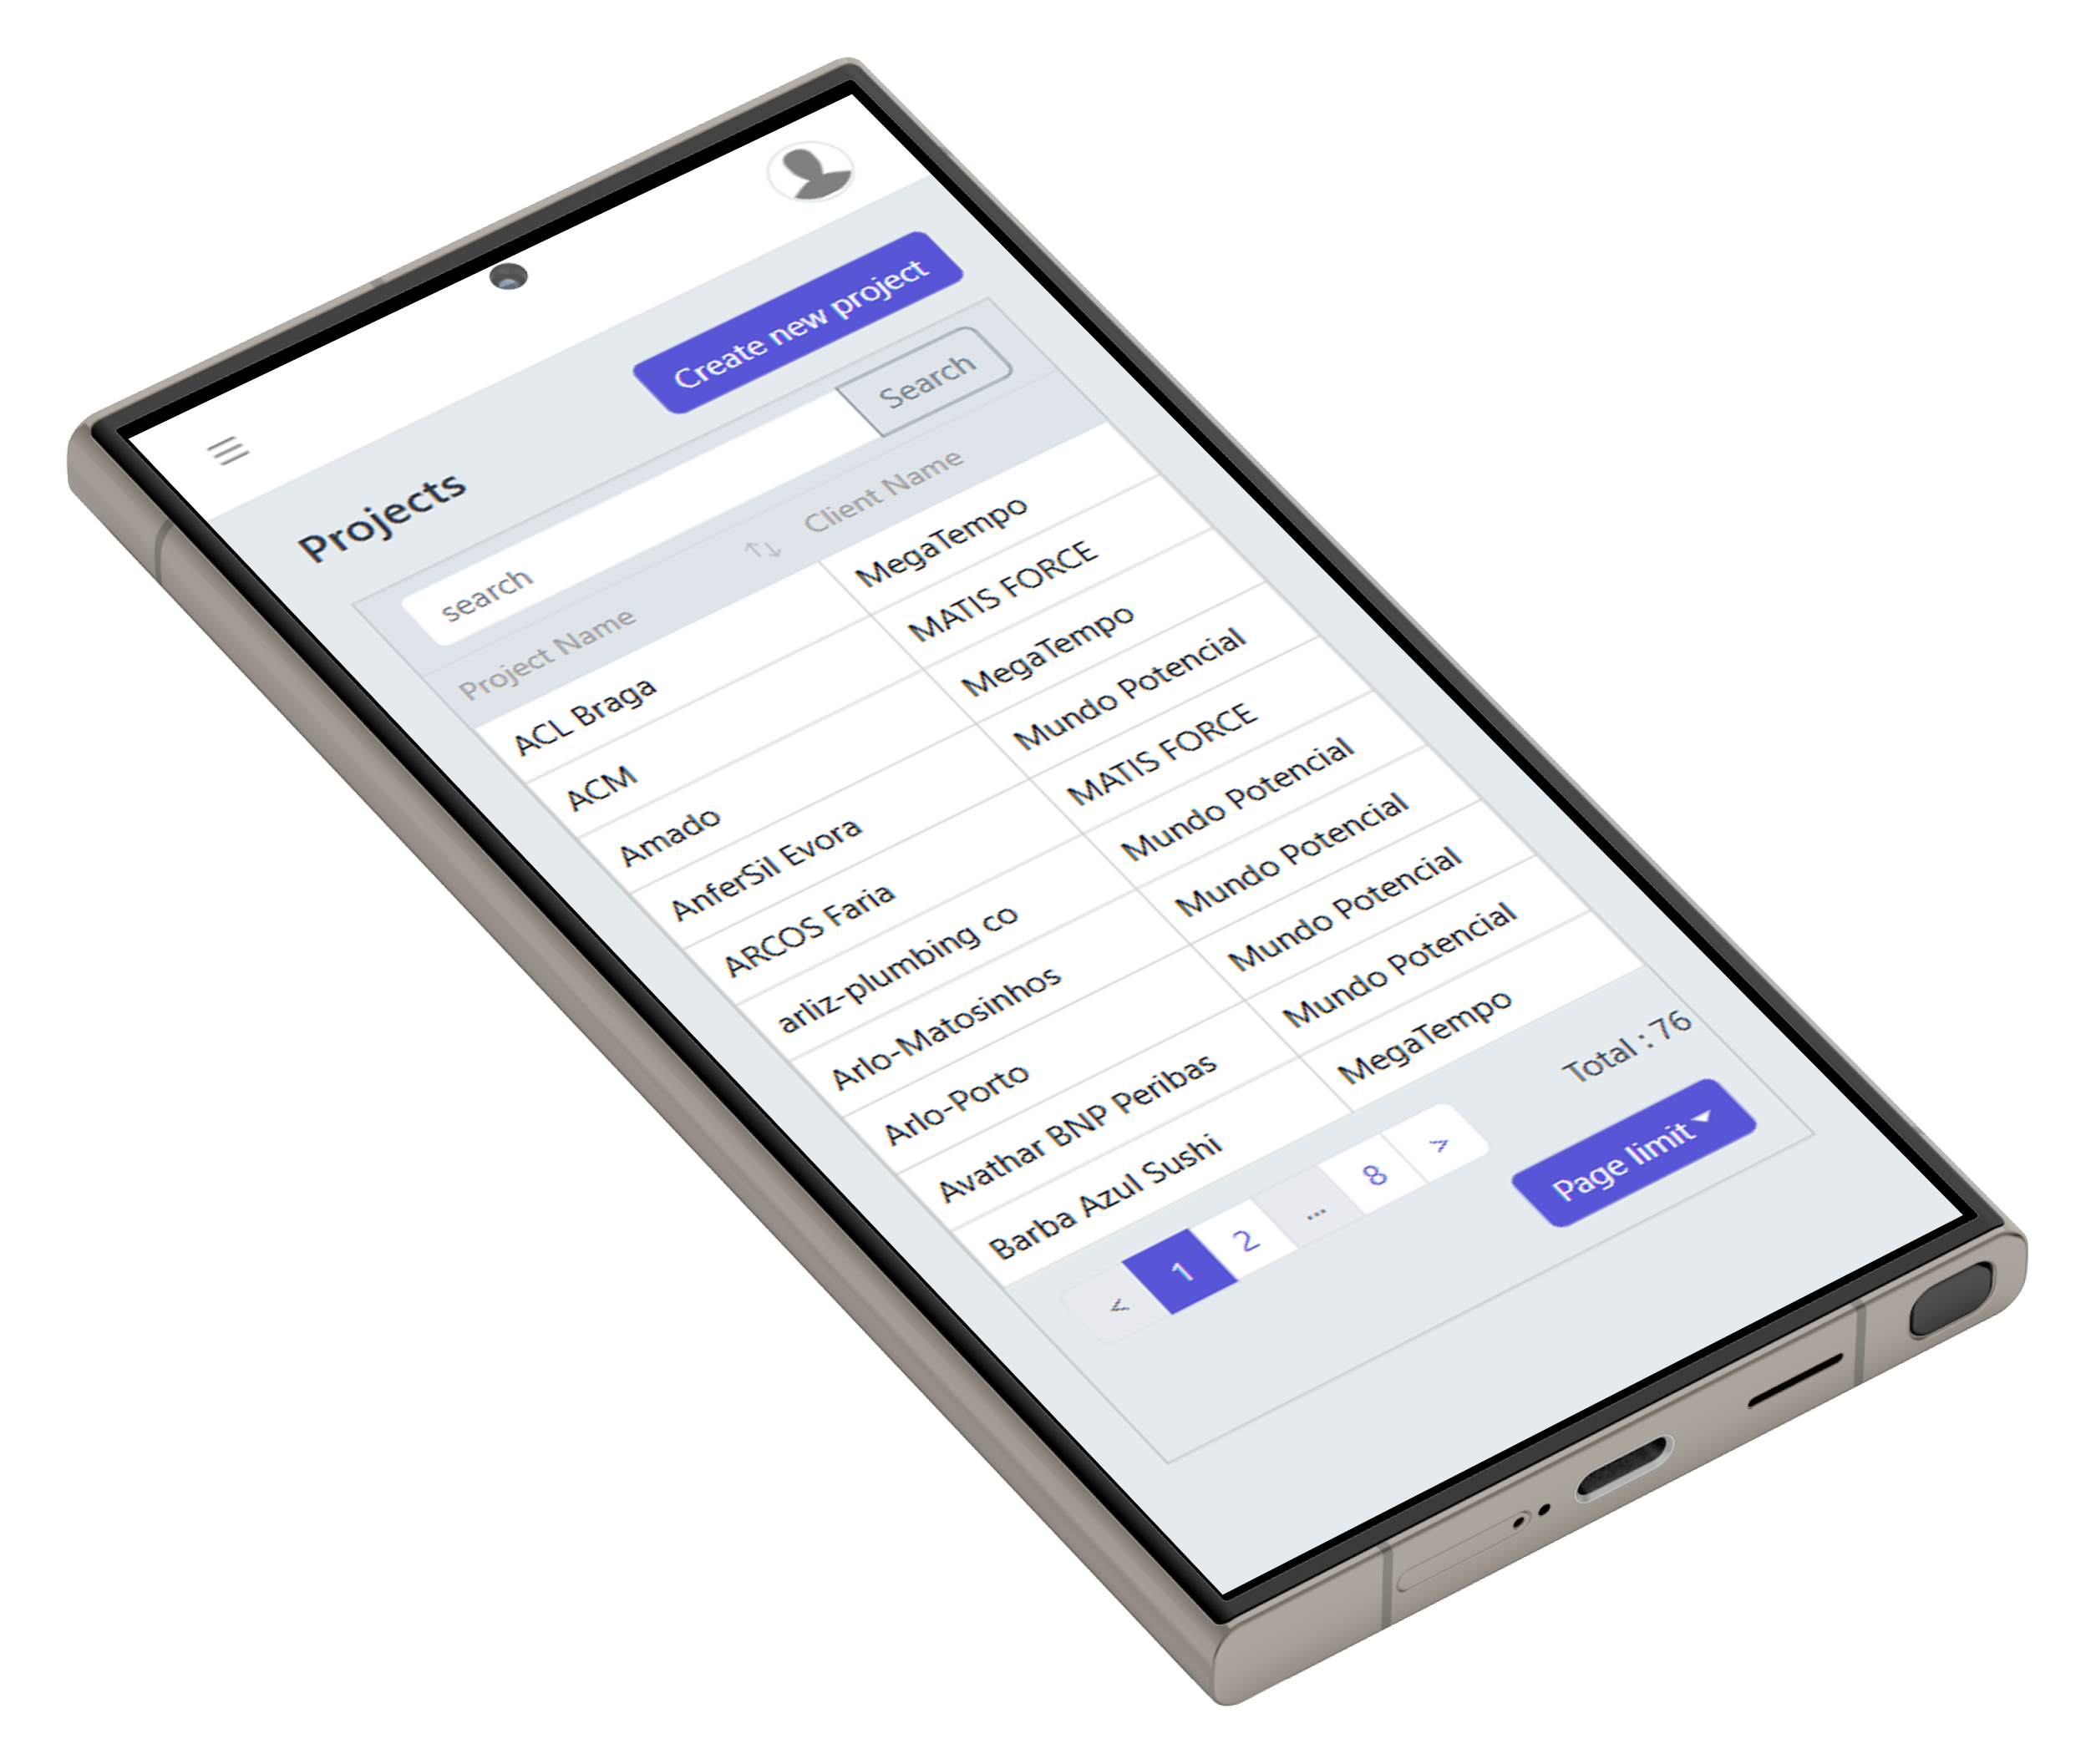 Projects
Create new project
search
Search
Project Name
Client Name
ACL Braga
MegaTempo
ACM
MATIS FORCE
Amado
MegaTempo
AnferSil Evora
Mundo Potencial
ARCOS Faria
MATIS FORCE
arliz-plumbing co
Mundo Potencial
Arlo-Matosinhos
Mundo Potencial
Arlo-Porto
Mundo Potencial
Avathar BNP Peribas
Mundo Potencial
Barba Azul Sushi
MegaTempo
< 1 2 ... 8 >
Total : 76
Page limit